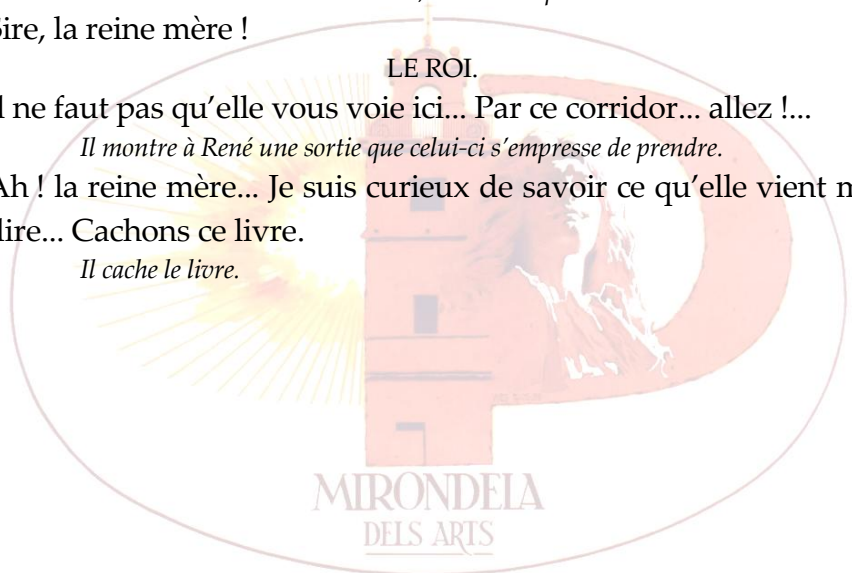 Sire, la reine mère !
LE ROI.
Il ne faut pas qu'elle vous voie ici... Par ce corridor... allez !...
Il montre à René une sortie que celui-ci s'empresse de prendre.
Ah ! la reine mère... Je suis curieux de savoir ce qu'elle vient
dire... Cachons ce livre.
Il cache le livre.
MIRONDELA
DELS ARTS